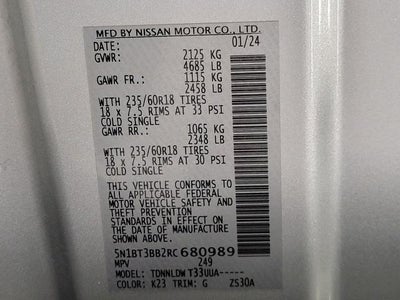 MFD BY NISSAN MOTOR CO., LTD.
DATE: 01/24
GVWR: 2125 KG
4685 LB
GAWR FR.: 1115 KG
2458 LB
WITH 235/60R18 TIRES
18 x 7.5 RIMS AT 33 PSI
COLD SINGLE
GAWR RR.: 1065 KG
2348 LB
WITH 235/60R18 TIRES
18 x 7.5 RIMS AT 30 PSI
COLD SINGLE
THIS VEHICLE CONFORMS TO
ALL APPLICABLE FEDERAL
MOTOR VEHICLE SAFETY AND
THEFT PREVENTION
STANDARDS IN EFFECT ON
THE DATE OF MANUFACTURE
SHOWN ABOVE.
5N1BT3BB2RC680989
MPV 249
MODEL: TDNNLDW T33UUA-----
COLOR: K23 TRIM: G ZS30A